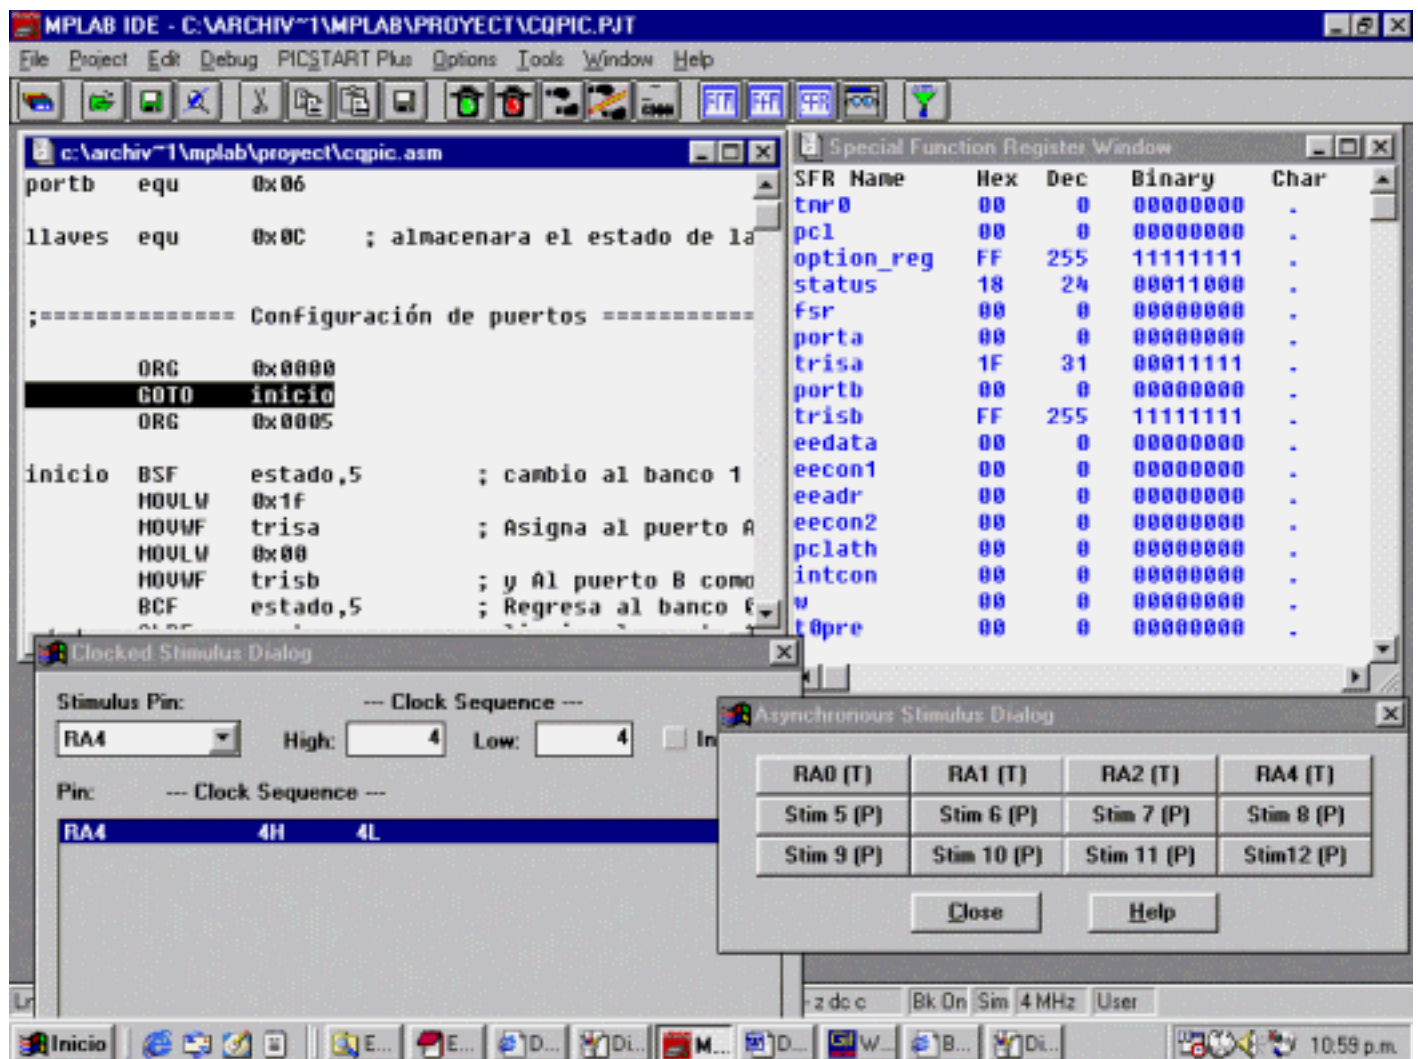 MPLAB IDE - C:\ARCHIV~1\MPLAB\PROYECT\CQPIC.PJT
File Project Edit Debug PICSTART Plus Options Tools Window Help
c:\archiv~1\mplab\proyect\cqpic.asm
portb equ 0x06
llaves equ 0x0C ; almacenara el estado de la
;============== Configuración de puertos ===========
ORG 0x0000
GOTO inicio
ORG 0x0005
inicio BSF estado,5 ; cambio al banco 1
MOVLW 0x1f
MOVWF trisa ; Asigna al puerto A
MOVLW 0x00
MOVWF trisb ; y Al puerto B como
BCF estado,5 ; Regresa al banco
Special Function Register Window
SFR Name Hex Dec Binary Char
tmr0 00 0 00000000 .
pcl 00 0 00000000 .
option_reg FF 255 11111111 .
status 18 24 00011000 .
fsr 00 0 00000000 .
porta 00 0 00000000 .
trisa 1F 31 00011111 .
portb 00 0 00000000 .
trisb FF 255 11111111 .
eedata 00 0 00000000 .
eecon1 00 0 00000000 .
eeadr 00 0 00000000 .
eecon2 00 0 00000000 .
pclath 00 0 00000000 .
intcon 00 0 00000000 .
w 00 0 00000000 .
t0pre 00 0 00000000 .
Clocked Stimulus Dialog
Stimulus Pin: --- Clock Sequence ---
RA4 High: 4 Low: 4 In
Pin: --- Clock Sequence ---
RA4 4H 4L
Asynchronous Stimulus Dialog
RA0 (T) RA1 (T) RA2 (T) RA4 (T)
Stim 5 (P) Stim 6 (P) Stim 7 (P) Stim 8 (P)
Stim 9 (P) Stim 10 (P) Stim 11 (P) Stim12 (P)
Close Help
Ln - z dc c Bk On Sim 4 MHz User
Inicio E... E... D... Di... M... D... W... B... Di... 10:59 p.m.